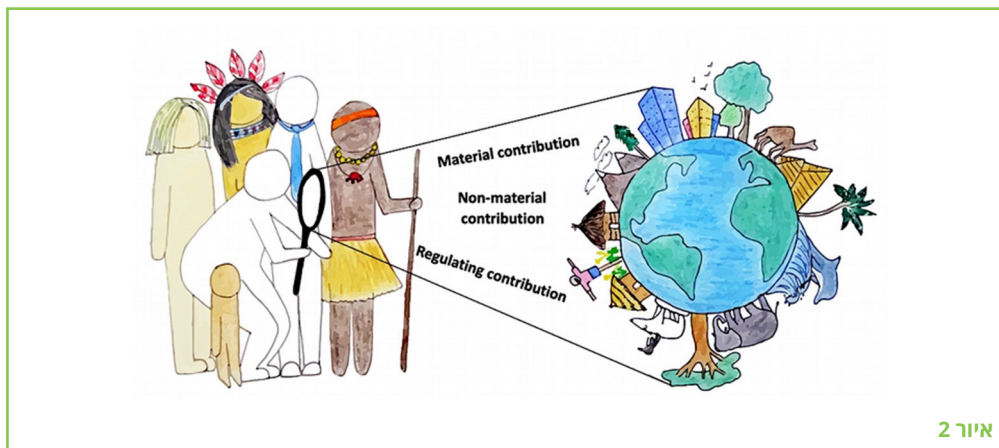 Material contribution
Non-material
contribution
Regulating contribution
איור 2